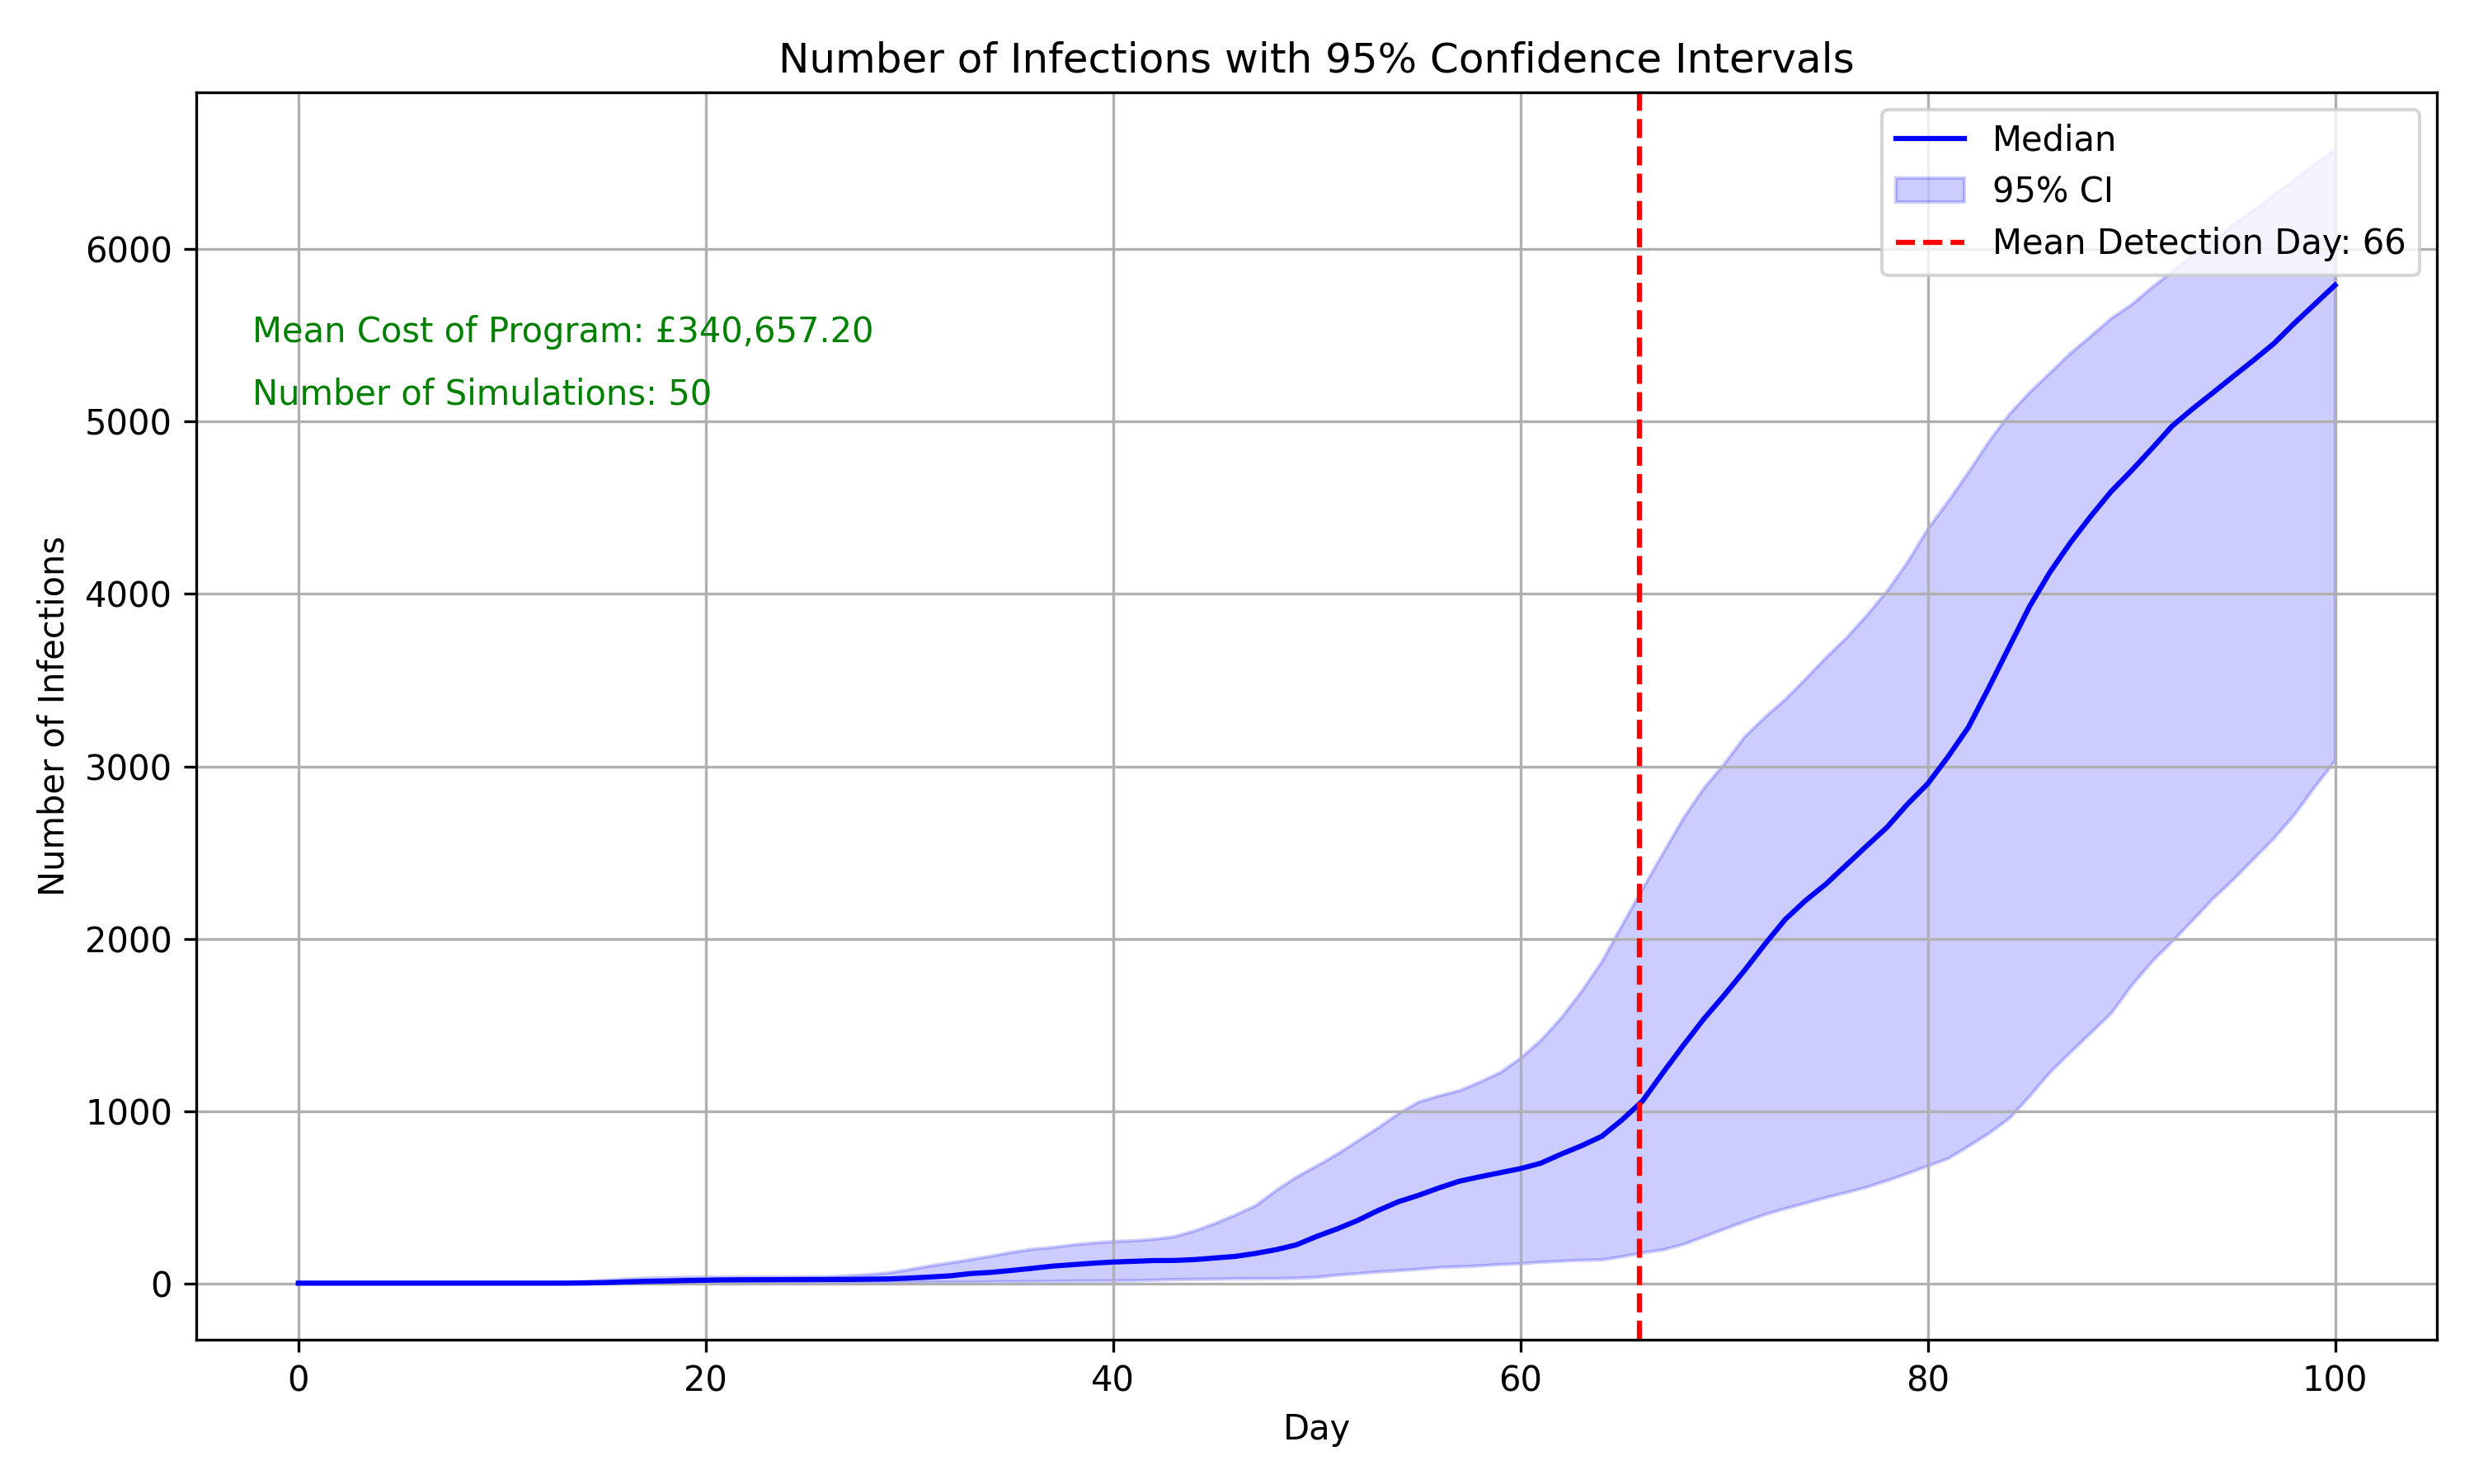 Number of Infections with 95% Confidence Intervals
Median
95% CI
Mean Detection Day: 66
Mean Cost of Program: £340,657.20
Number of Simulations: 50
Number of Infections
6000
5000
4000
3000
2000
1000
0
0 20 40 60 80 100
Day